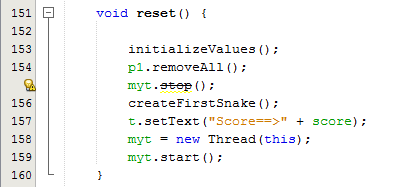 151 void reset() {
152
153 initializeValues();
154 p1.removeAll();
myt.stop();
156 createFirstSnake();
157 t.setText("Score==>" + score);
158 myt = new Thread(this);
159 myt.start();
160 }